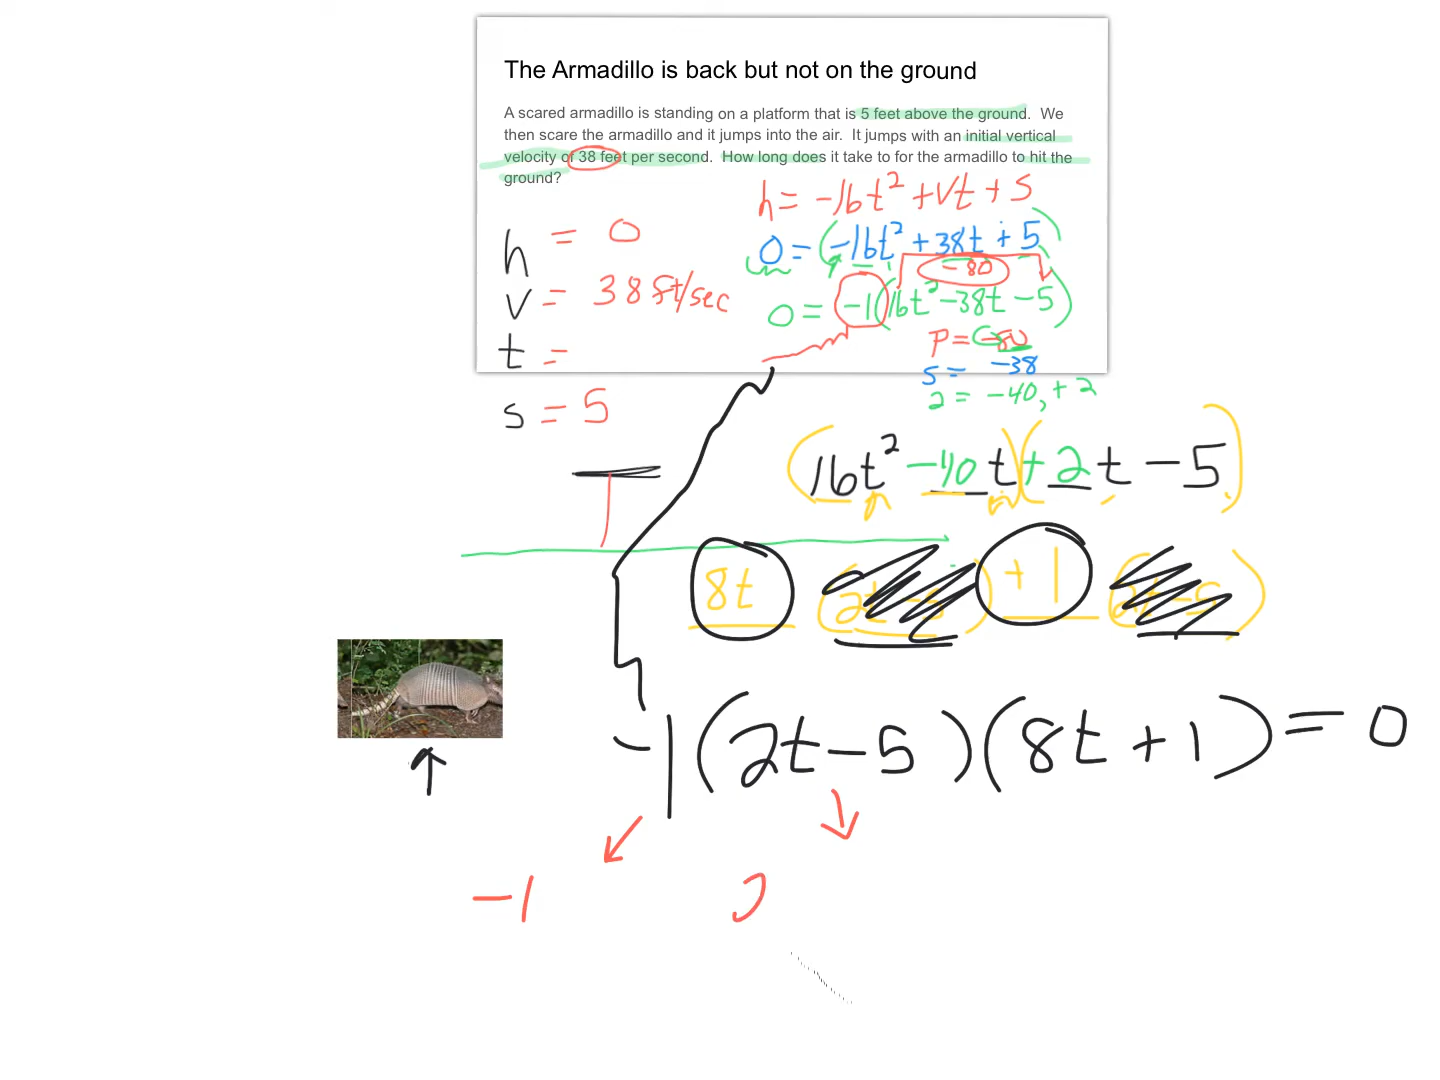 The Armadillo is back but not on the ground
A scared armadillo is standing on a platform that is 5 feet above the ground. We
then scare the armadillo and it jumps into the air. It jumps with an initial vertical
velocity of 38 feet per second. How long does it take to for the armadillo to hit the
ground?
h = -16t² + vt + s
h = 0
0 = (-16t² + 38t + 5)
-80
v = 38 ft/sec
0 = -1(16t² -38t -5)
t =
P = -80
S = -38
2 = -40, +2
s = 5
(16t² -40t)(+2t -5)
8t (2t-5) +1 (2t-5)
-1(2t-5)(8t+1) = 0
-1